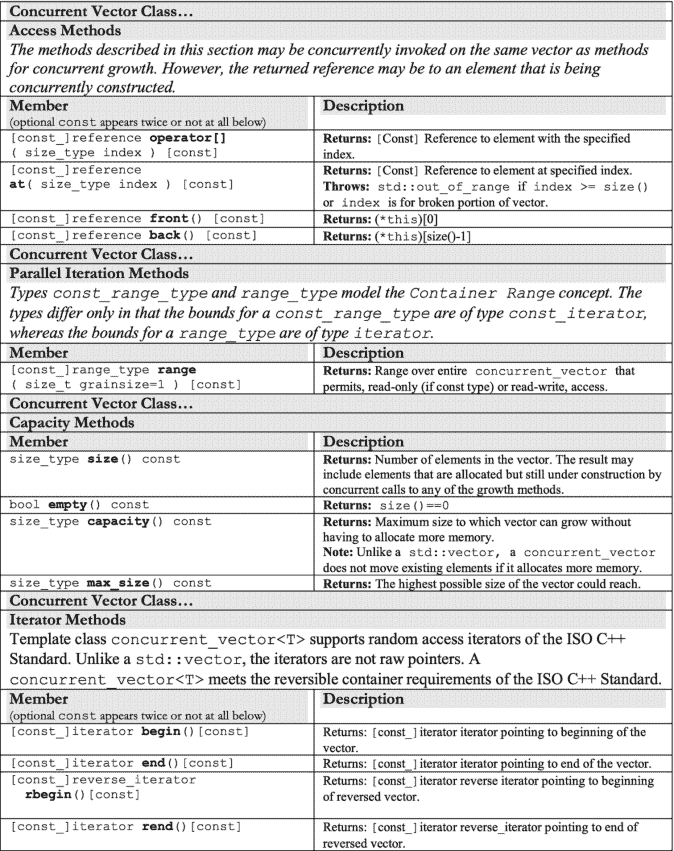 Concurrent Vector Class…
Access Methods
The methods described in this section may be concurrently invoked on the same vector as methods
for concurrent growth. However, the returned reference may be to an element that is being
concurrently constructed.
Member
(optional const appears twice or not at all below)
Description
[const_]reference operator[]
( size_type index ) [const]
Returns: [Const] Reference to element with the specified
index.
[const_]reference
at( size_type index ) [const]
Returns: [Const] Reference to element at specified index.
Throws: std::out_of_range if index >= size()
or index is for broken portion of vector.
[const_]reference front() [const]
Returns: (*this)[0]
[const_]reference back() [const]
Returns: (*this)[size()-1]
Concurrent Vector Class…
Parallel Iteration Methods
Types const_range_type and range_type model the Container Range concept. The
types differ only in that the bounds for a const_range_type are of type const_iterator,
whereas the bounds for a range_type are of type iterator.
Member
Description
[const_]range_type range
( size_t grainsize=1 ) [const]
Returns: Range over entire concurrent_vector that
permits, read-only (if const type) or read-write, access.
Concurrent Vector Class…
Capacity Methods
Member
Description
size_type size() const
Returns: Number of elements in the vector. The result may
include elements that are allocated but still under construction by
concurrent calls to any of the growth methods.
bool empty() const
Returns: size()==0
size_type capacity() const
Returns: Maximum size to which vector can grow without
having to allocate more memory.
Note: Unlike a std::vector, a concurrent_vector
does not move existing elements if it allocates more memory.
size_type max_size() const
Returns: The highest possible size of the vector could reach.
Concurrent Vector Class…
Iterator Methods
Template class concurrent_vector<T> supports random access iterators of the ISO C++
Standard. Unlike a std::vector, the iterators are not raw pointers. A
concurrent_vector<T> meets the reversible container requirements of the ISO C++ Standard.
Member
(optional const appears twice or not at all below)
Description
[const_]iterator begin()[const]
Returns: [const_]iterator iterator pointing to beginning of the
vector.
[const_]iterator end()[const]
Returns: [const_]iterator iterator pointing to end of the vector.
[const_]reverse_iterator
rbegin()[const]
Returns: [const_]iterator reverse iterator pointing to beginning
of reversed vector.
[const_]iterator rend()[const]
Returns: [const_]iterator reverse_iterator pointing to end of
reversed vector.